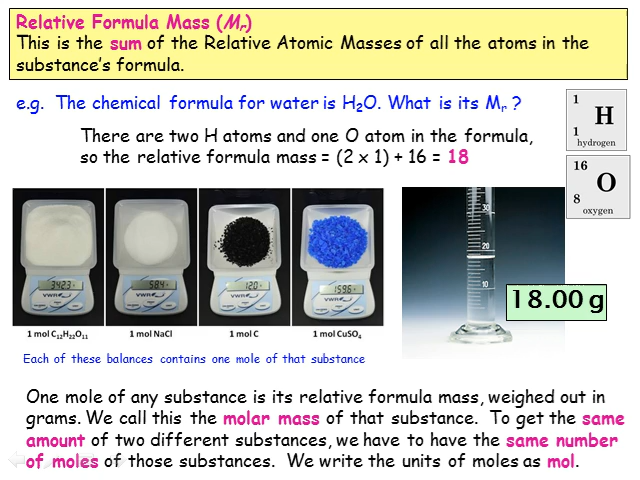 Relative Formula Mass (Mr)
This is the sum of the Relative Atomic Masses of all the atoms in the
substance's formula.
e.g. The chemical formula for water is H₂O. What is its Mr ?
There are two H atoms and one O atom in the formula,
so the relative formula mass = (2 x 1) + 16 = 18
1
H
1
hydrogen
16
O
8
oxygen
342.3
VWR
58.4
VWR
12.0
VWR
159.6
VWR
1 mol C₁₂H₂₂O₁₁
1 mol NaCl
1 mol C
1 mol CuSO₄
30
20
10
18.00 g
Each of these balances contains one mole of that substance
One mole of any substance is its relative formula mass, weighed out in
grams. We call this the molar mass of that substance. To get the same
amount of two different substances, we have to have the same number
of moles of those substances. We write the units of moles as mol.